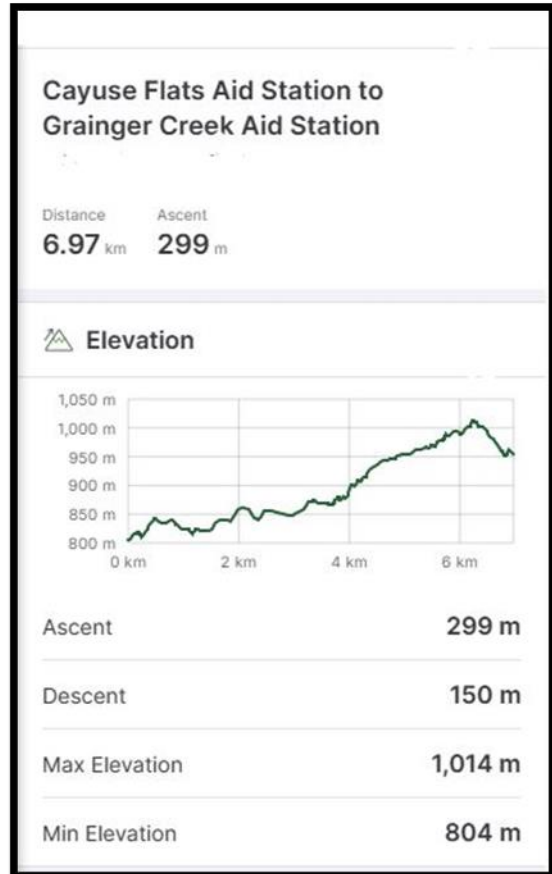 Cayuse Flats Aid Station to
Grainger Creek Aid Station
Distance Ascent
6.97 km 299 m
Elevation
1,050 m
1,000 m
950 m
900 m
850 m
800 m
0 km 2 km 4 km 6 km
Ascent 299 m
Descent 150 m
Max Elevation 1,014 m
Min Elevation 804 m